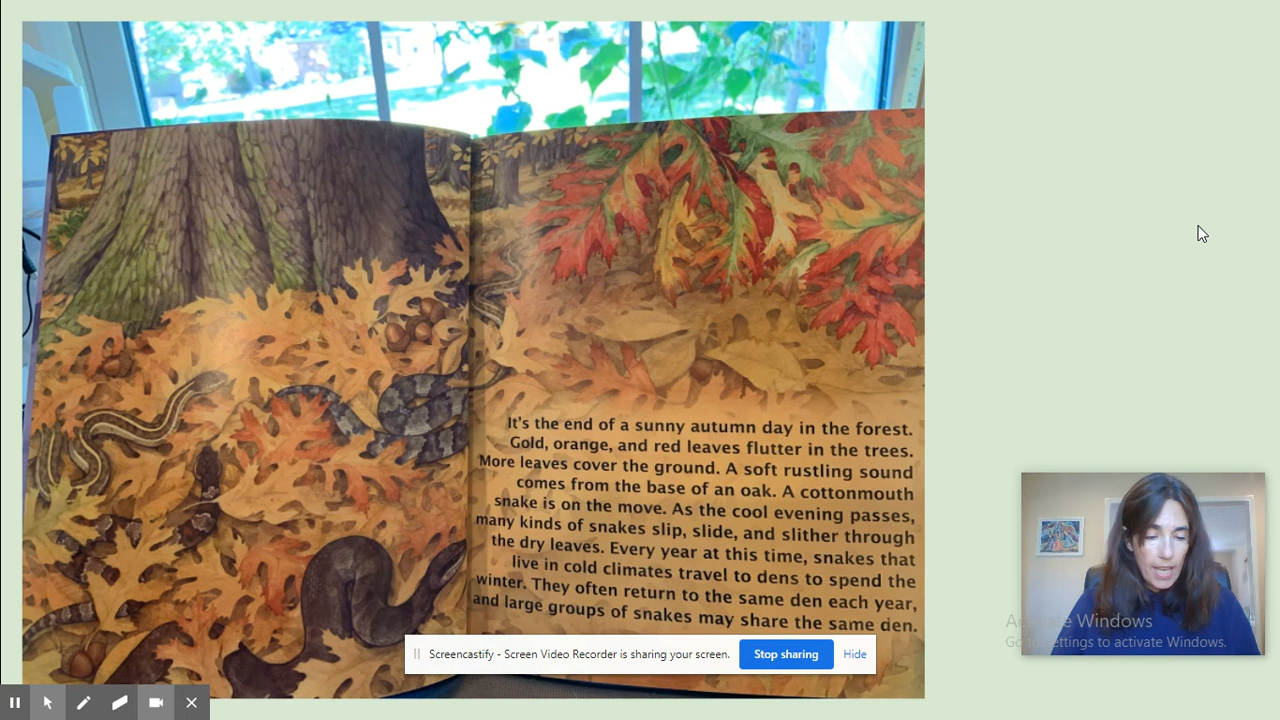 It's the end of a sunny autumn day in the forest.
Gold, orange, and red leaves flutter in the trees.
More leaves cover the ground. A soft rustling sound
comes from the base of an oak. A cottonmouth
snake is on the move. As the cool evening passes,
many kinds of snakes slip, slide, and slither through
the dry leaves. Every year at this time, snakes that
live in cold climates travel to dens to spend the
winter. They often return to the same den each year,
and large groups of snakes may share the same den.
Screencastify - Screen Video Recorder is sharing your screen.
Stop sharing
Hide
Activate Windows
Go to Settings to activate Windows.